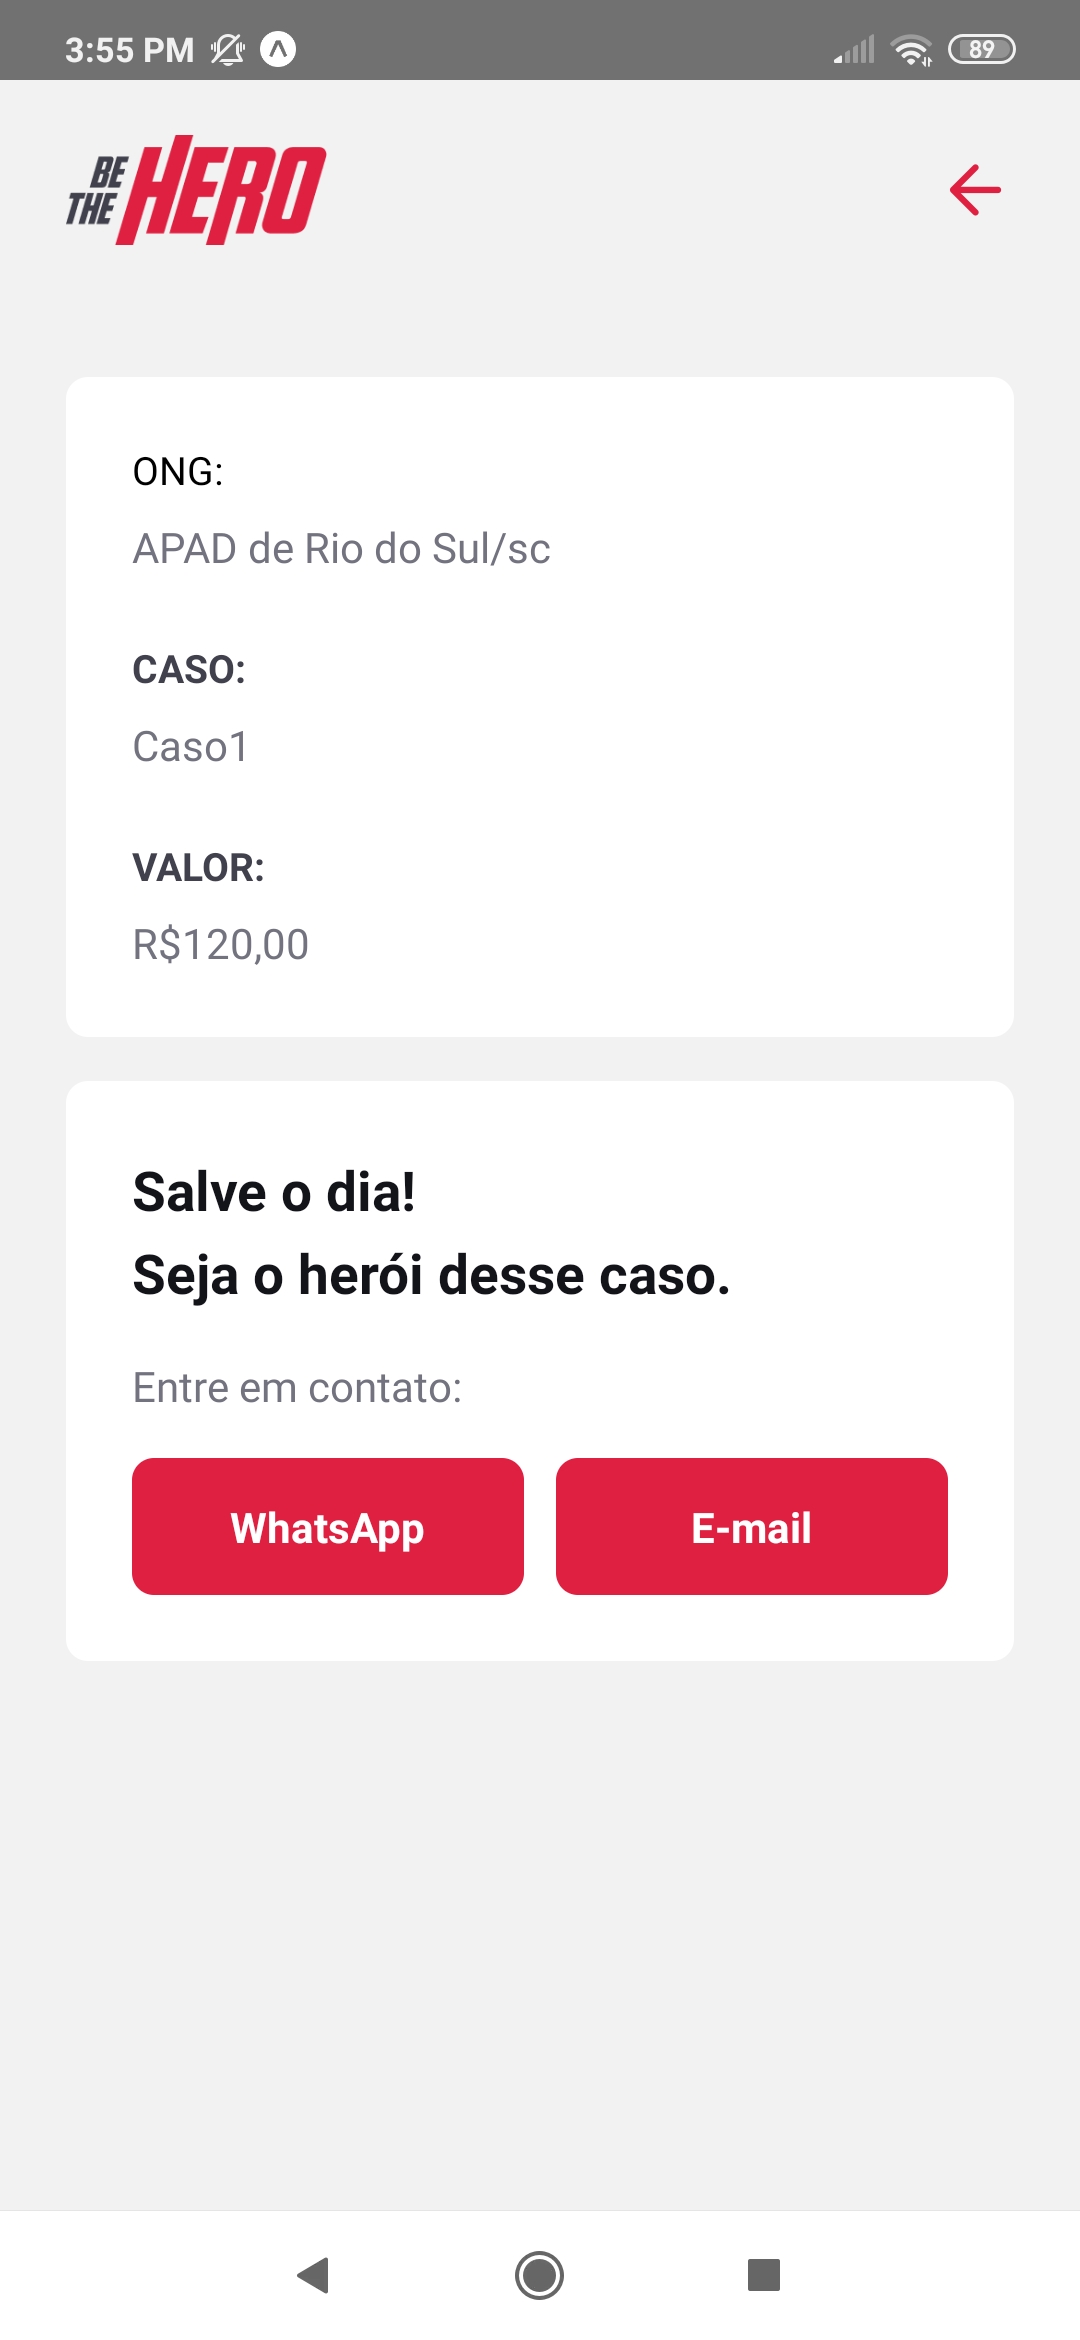 3:55 PM
89
BE
THE
HERO
ONG:
APAD de Rio do Sul/sc
CASO:
Caso1
VALOR:
R$120,00
Salve o dia!
Seja o herói desse caso.
Entre em contato:
WhatsApp
E-mail